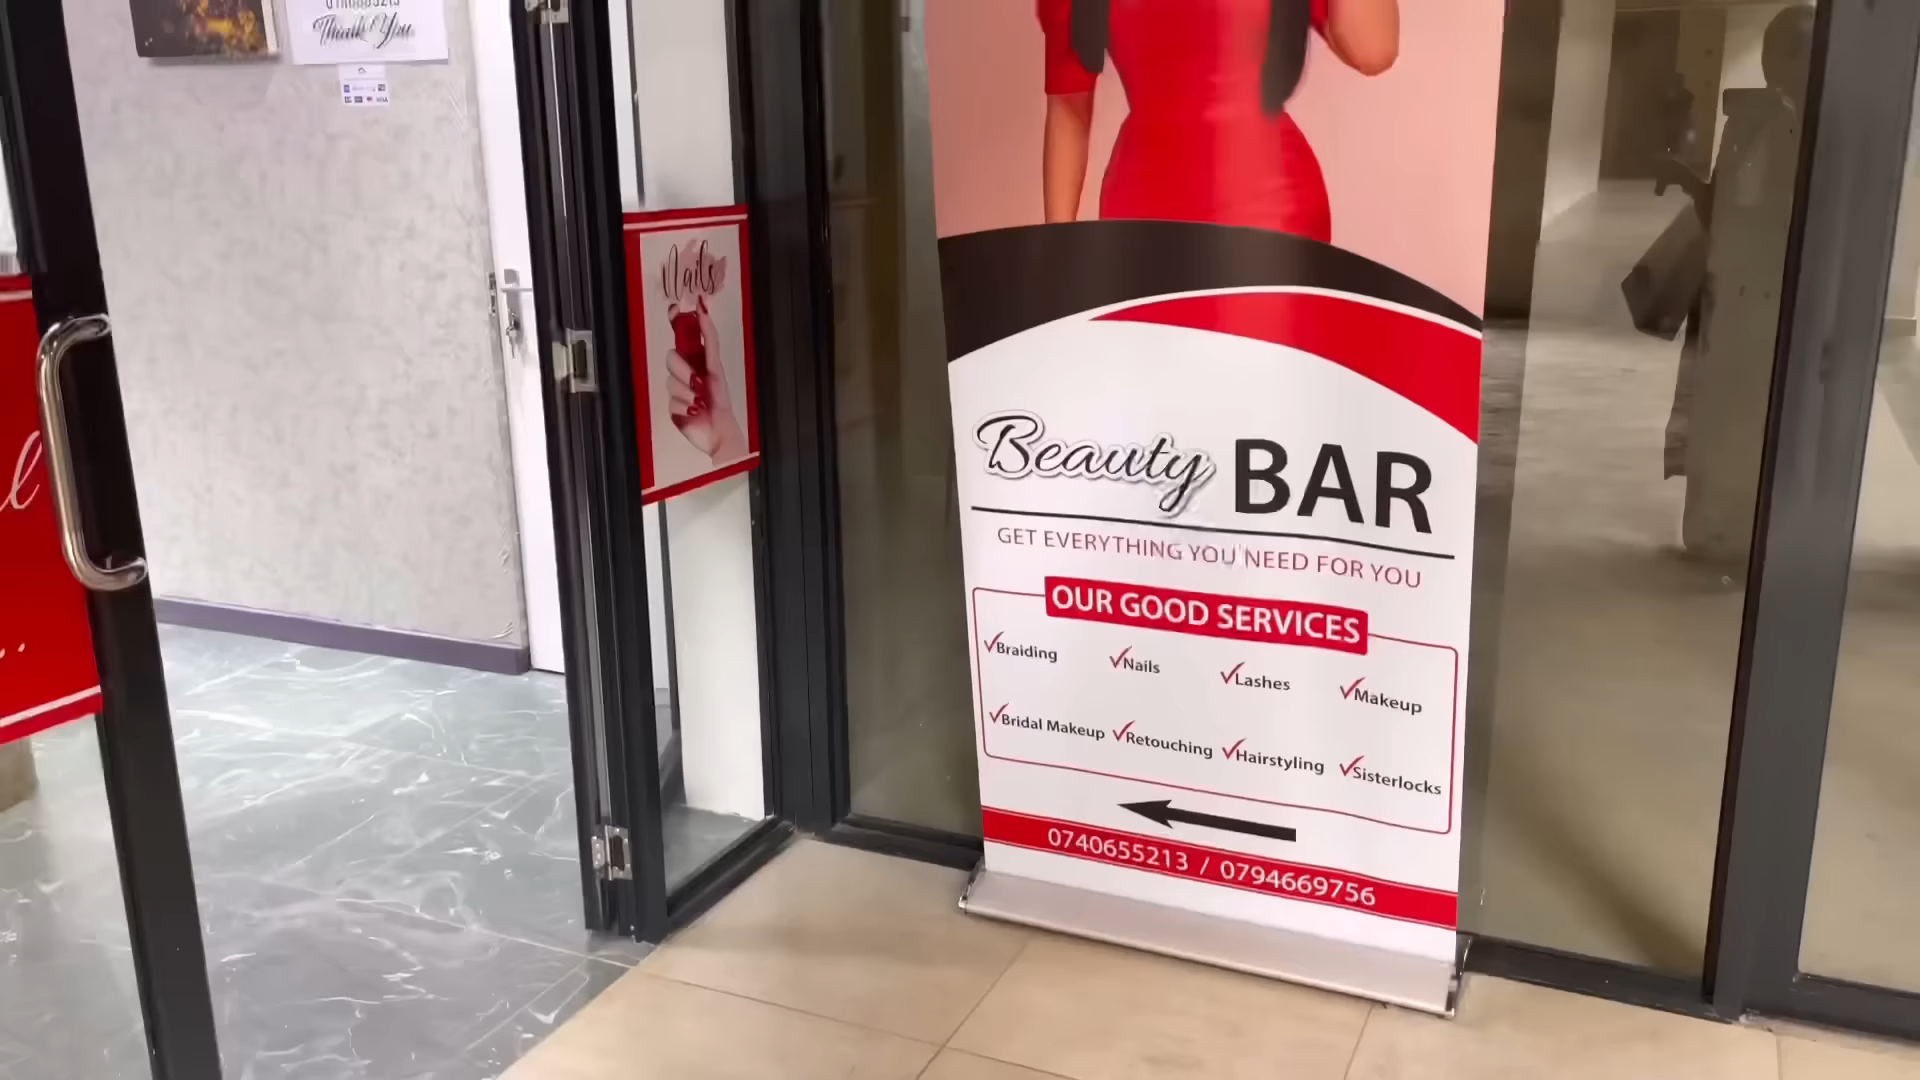 Thank You
Nails
Beauty BAR
GET EVERYTHING YOU NEED FOR YOU
OUR GOOD SERVICES
Braiding
Nails
Lashes
Makeup
Bridal Makeup
Retouching
Hairstyling
Sisterlocks
0740655213 / 0794669756